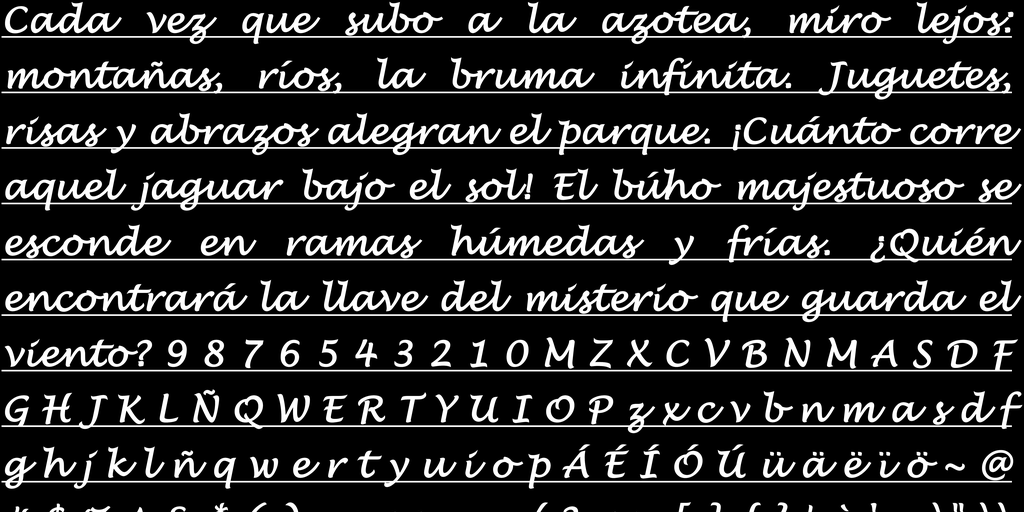 Cada vez que subo a la azotea, miro lejos:
montañas, ríos, la bruma infinita. Juguetes,
risas y abrazos alegran el parque. ¡Cuánto corre
aquel jaguar bajo el sol! El búho majestuoso se
esconde en ramas húmedas y frías. ¿Quién
encontrará la llave del misterio que guarda el
viento? 9 8 7 6 5 4 3 2 1 0 M Z X C V B N M A S D F
G H J K L Ñ Q W E R T Y U I O P z x c v b n m a s d f
g h j k l ñ q w e r t y u i o p Á É Í Ó Ú ü ä ë ï ö ~ @